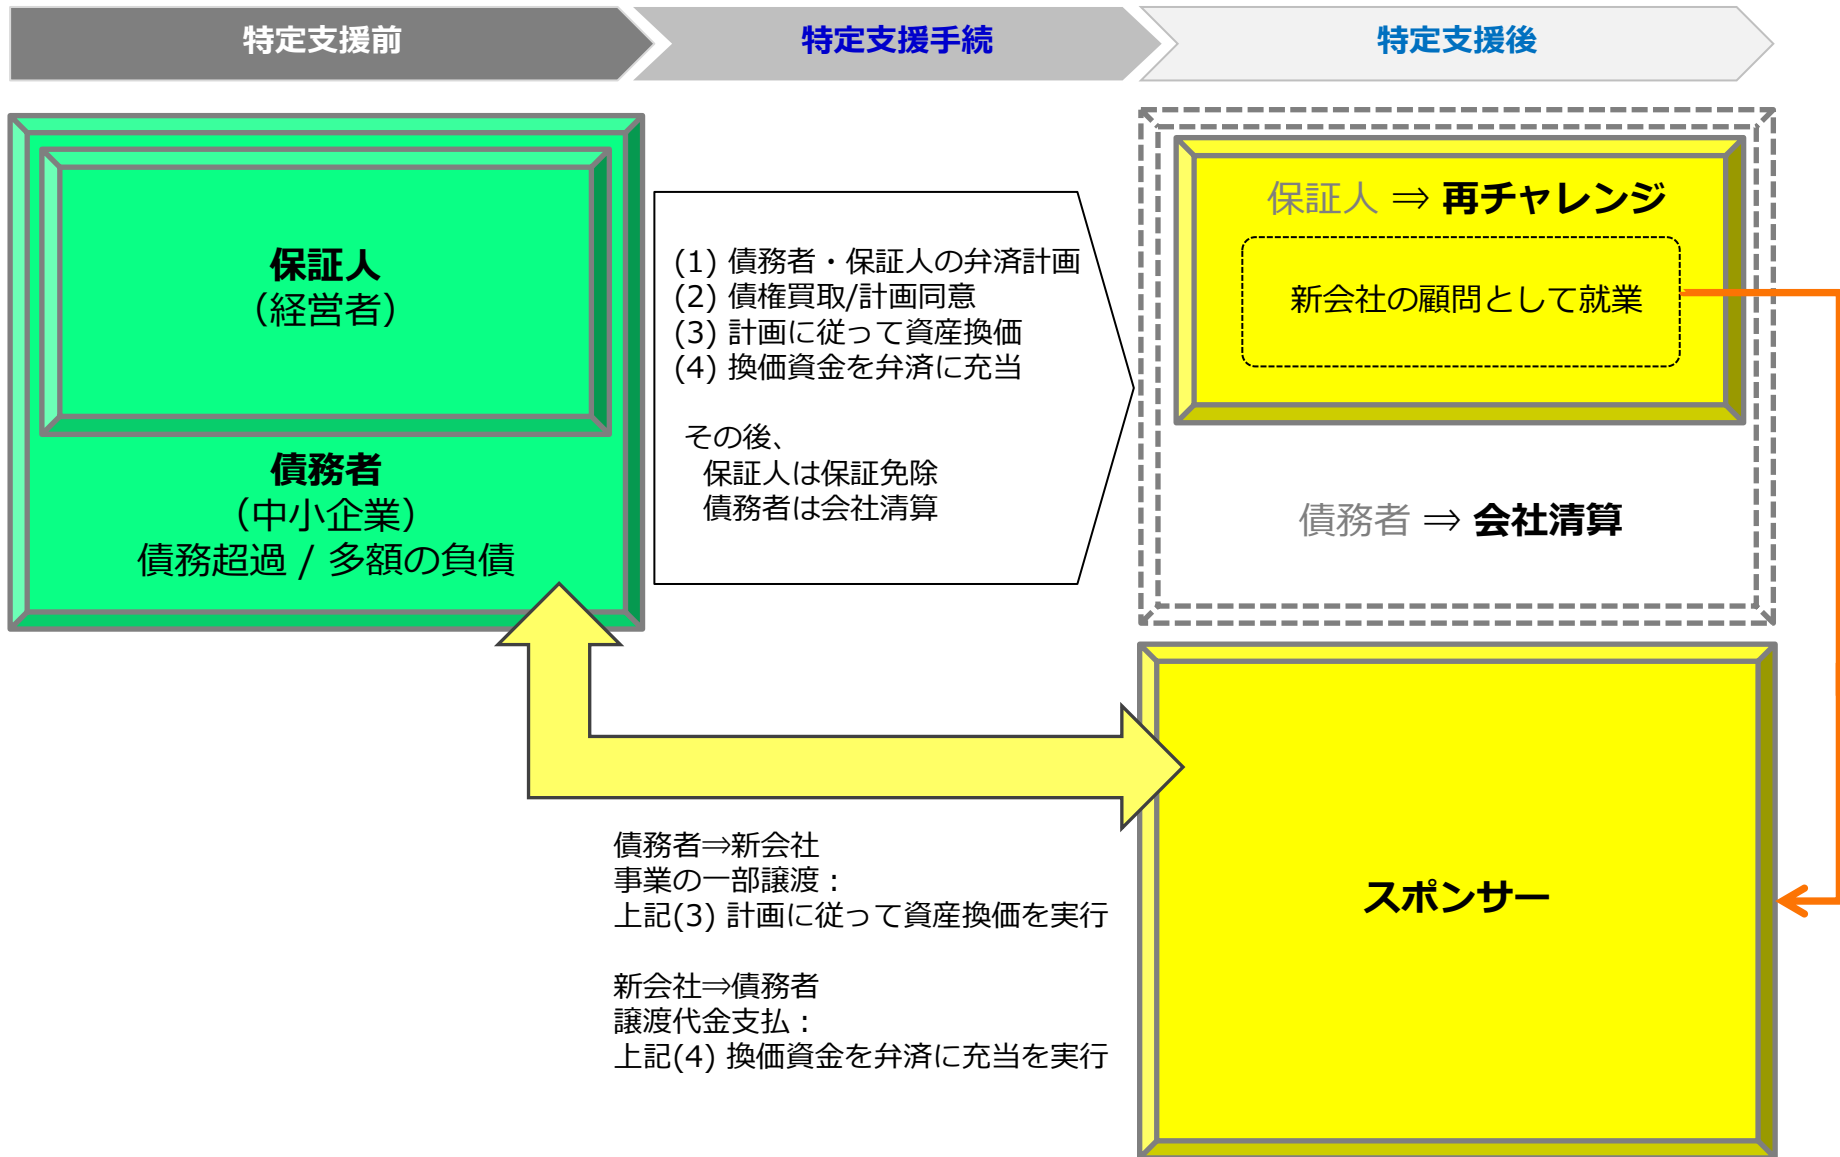 特定支援前
特定支援手続
特定支援後
保証人
（経営者）
債務者
（中小企業）
債務超過 / 多額の負債
(1) 債務者・保証人の弁済計画
(2) 債権買取/計画同意
(3) 計画に従って資産換価
(4) 換価資金を弁済に充当
その後、
保証人は保証免除
債務者は会社清算
保証人 ⇒ 再チャレンジ
新会社の顧問として就業
債務者 ⇒ 会社清算
債務者⇒新会社
事業の一部譲渡：
上記(3) 計画に従って資産換価を実行
新会社⇒債務者
譲渡代金支払：
上記(4) 換価資金を弁済に充当を実行
スポンサー